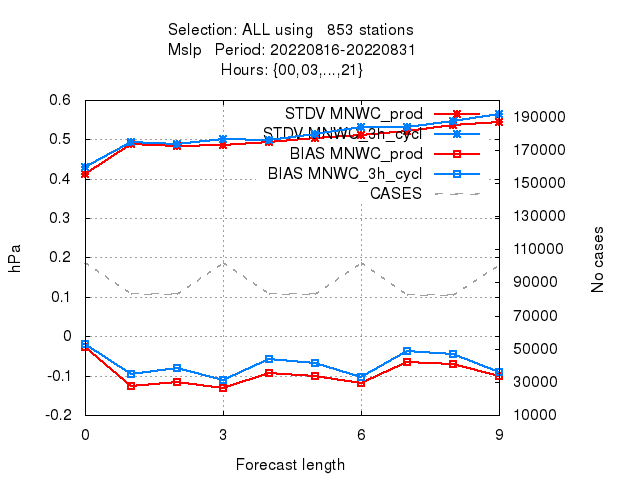 Selection: ALL using   853 stations
Mslp   Period: 20220816-20220831
Hours: {00,03,...,21}
0.6
0.5
0.4
0.3
0.2
0.1
0
-0.1
-0.2
190000
170000
150000
130000
110000
90000
70000
50000
30000
10000
STDV MNWC_prod
STDV MNWC_3h_cycl
BIAS MNWC_prod
BIAS MNWC_3h_cycl
CASES
hPa
No cases
0 3 6 9
Forecast length